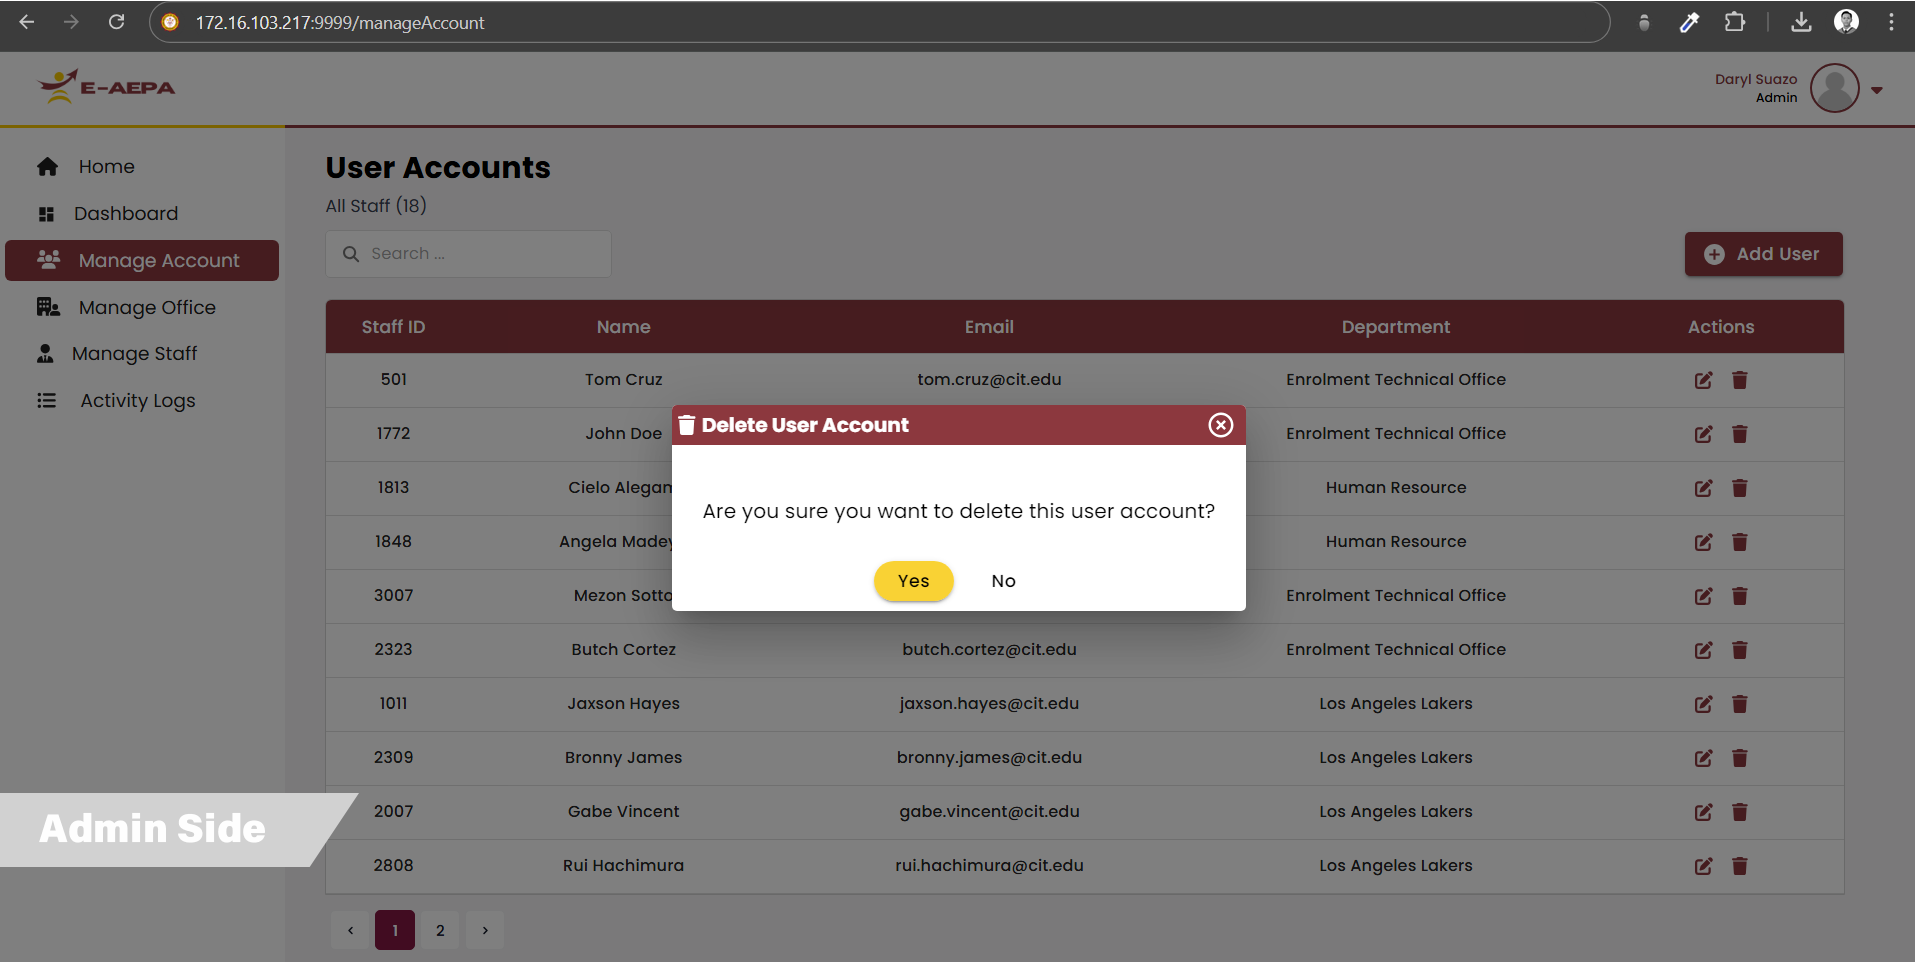 172.16.103.217:9999/manageAccount
E-AEPA
Daryl Suazo
Admin
Home
Dashboard
Manage Account
Manage Office
Manage Staff
Activity Logs
User Accounts
All Staff (18)
Search ...
Add User
Staff ID Name Email Department Actions
501 Tom Cruz tom.cruz@cit.edu Enrolment Technical Office
1772 John Doe Enrolment Technical Office
1813 Cielo Human Resource
1848 Angela Human Resource
3007 Mezon Sotto Enrolment Technical Office
2323 Butch Cortez butch.cortez@cit.edu Enrolment Technical Office
1011 Jaxson Hayes jaxson.hayes@cit.edu Los Angeles Lakers
2309 Bronny James bronny.james@cit.edu Los Angeles Lakers
2007 Gabe Vincent gabe.vincent@cit.edu Los Angeles Lakers
2808 Rui Hachimura rui.hachimura@cit.edu Los Angeles Lakers
Delete User Account
Are you sure you want to delete this user account?
Yes No
Admin Side
‹ 1 2 ›